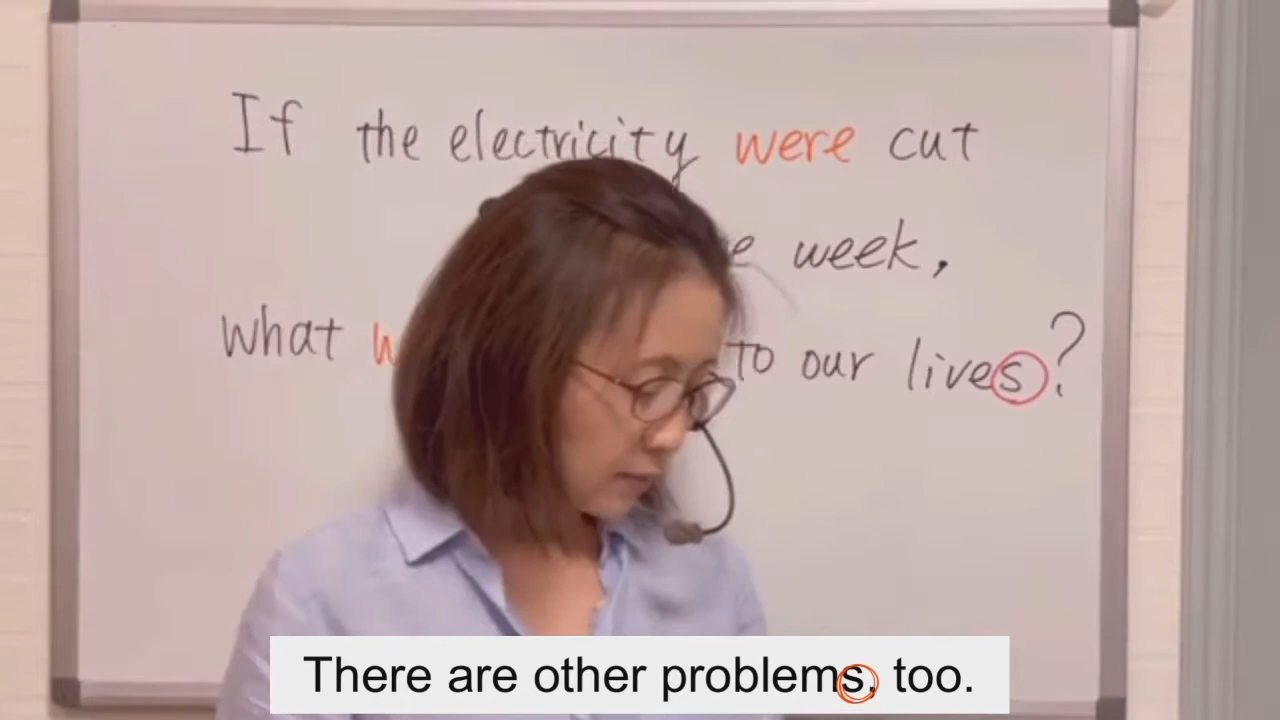 If the electricity were cut
week,
what
to our lives?
There are other problems, too.